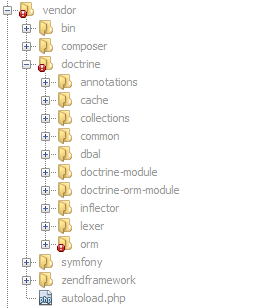 vendor
bin
composer
doctrine
annotations
cache
collections
common
dbal
doctrine-module
doctrine-orm-module
inflector
lexer
orm
symfony
zendframework
autoload.php